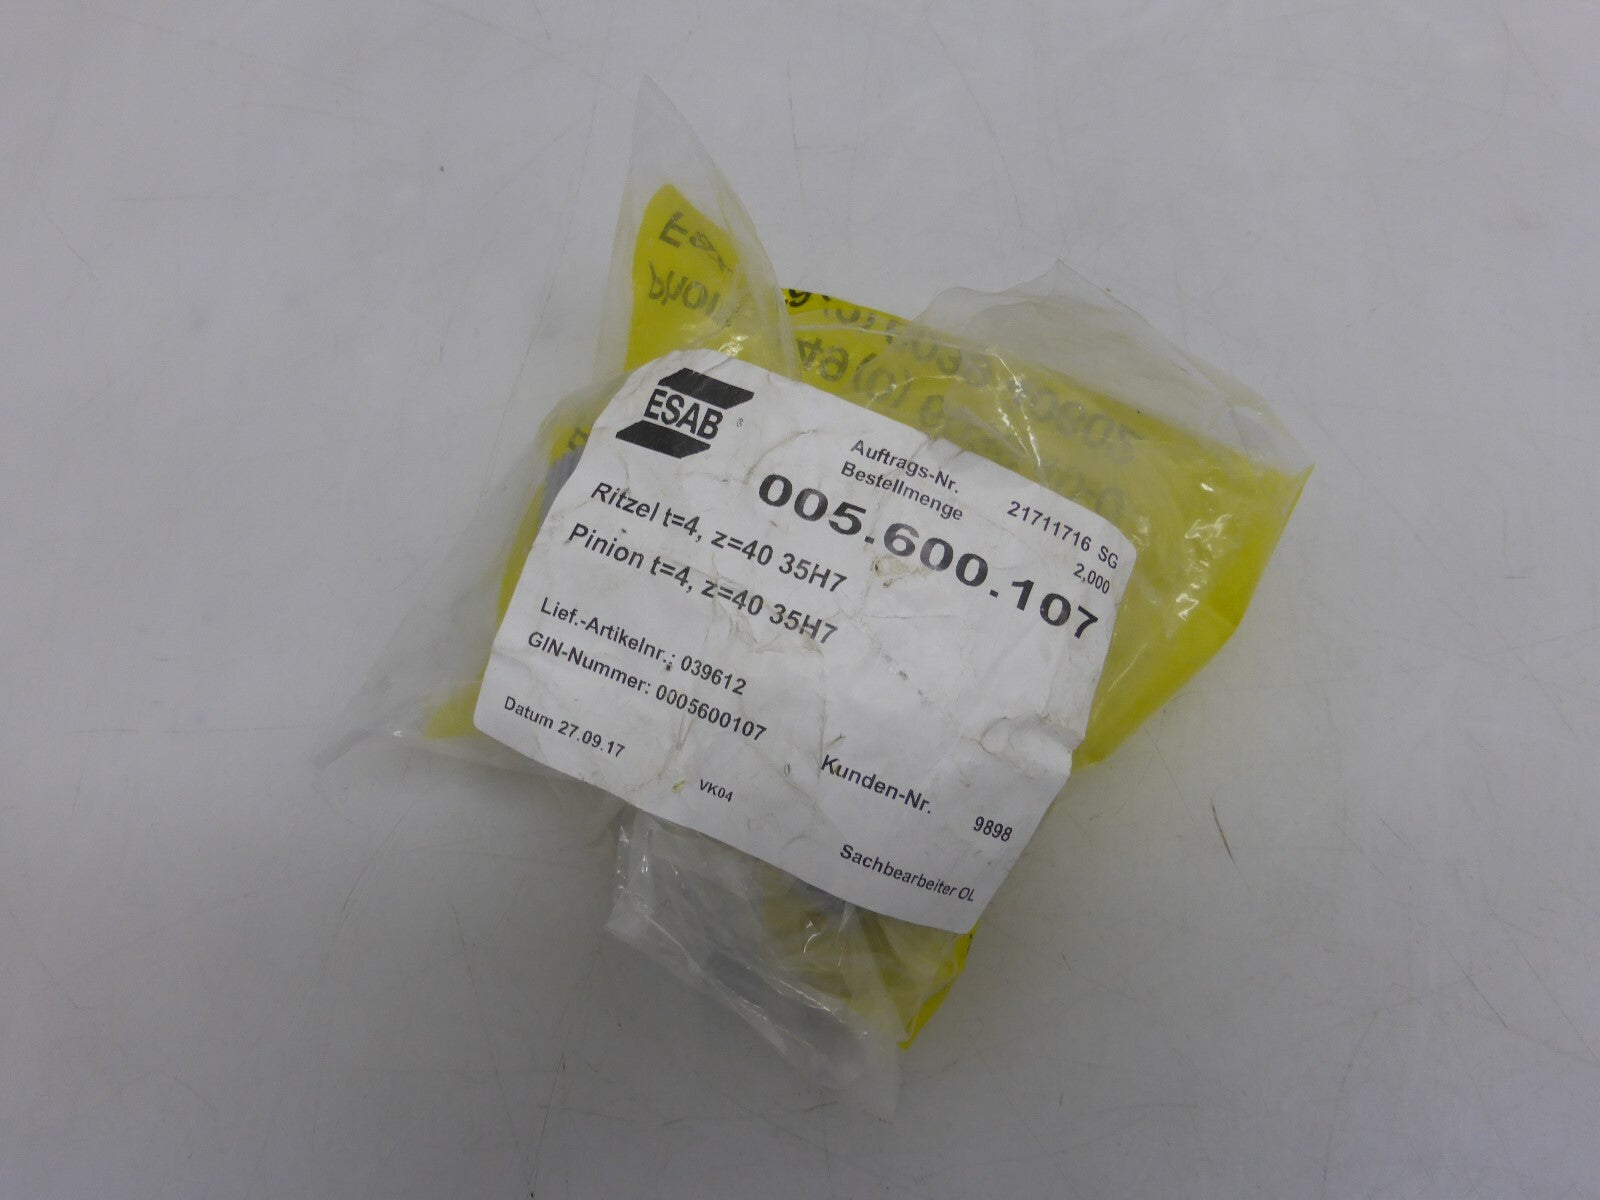 ESAB ®
Auftrags-Nr. 21711716 SG
Bestellmenge 2,000
005.600.107
Ritzel t=4, z=40 35H7
Pinion t=4, z=40 35H7
Lief.-Artikelnr.: 039612
GIN-Nummer: 0005600107
Datum 27.09.17
VK04
Kunden-Nr. 9898
Sachbearbeiter OL